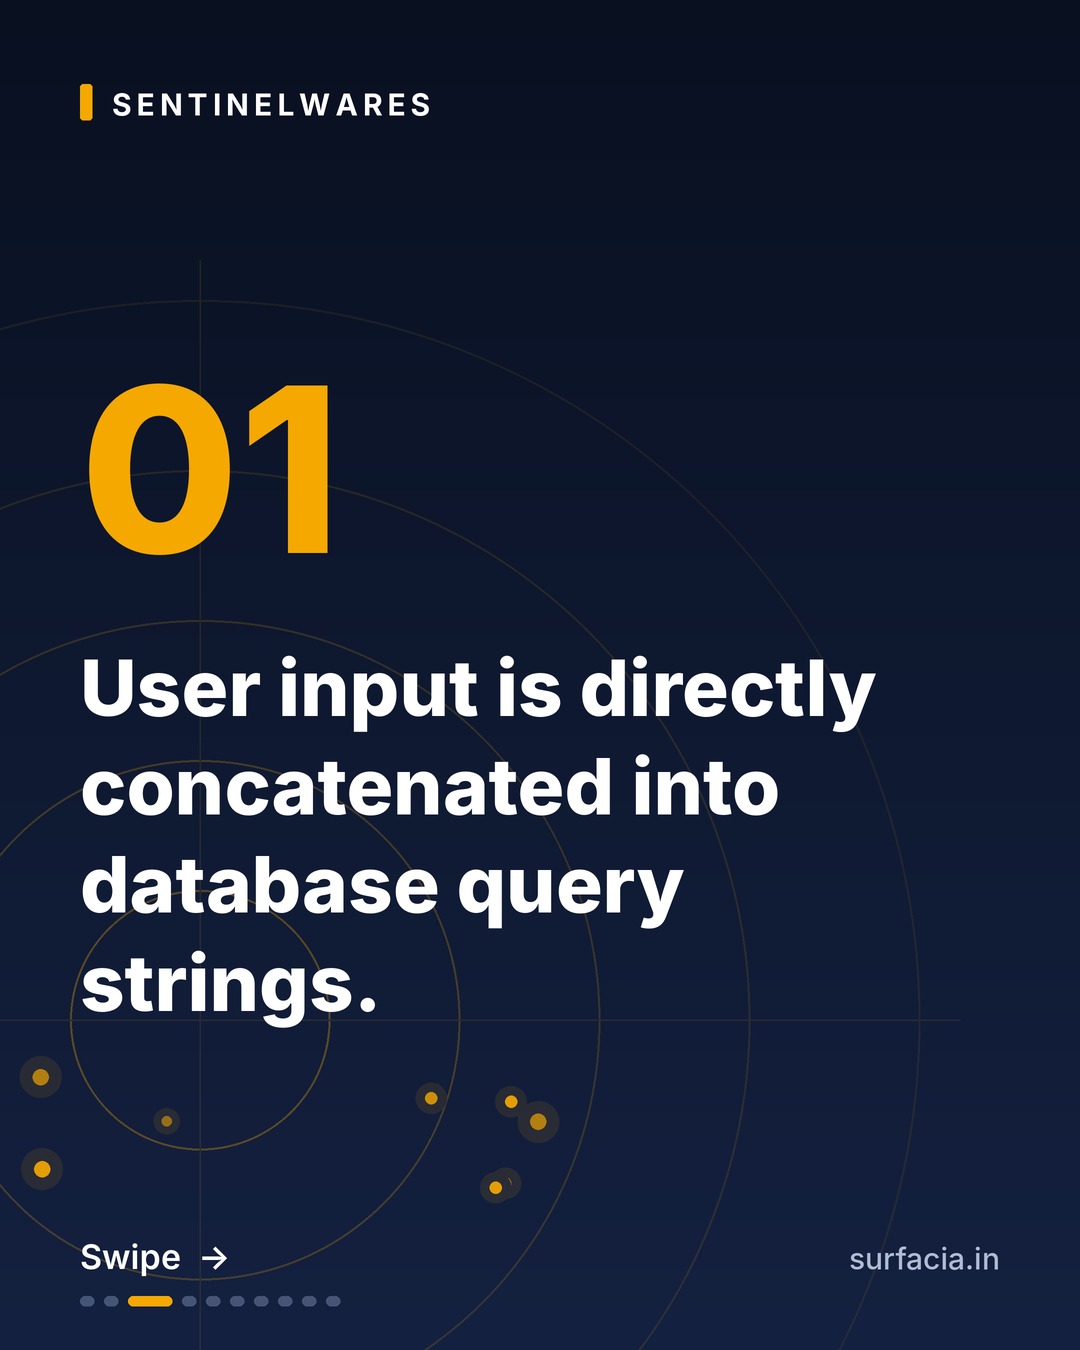 SENTINELWARES
01
User input is directly
concatenated into
database query
strings.
Swipe →
surfacia.in